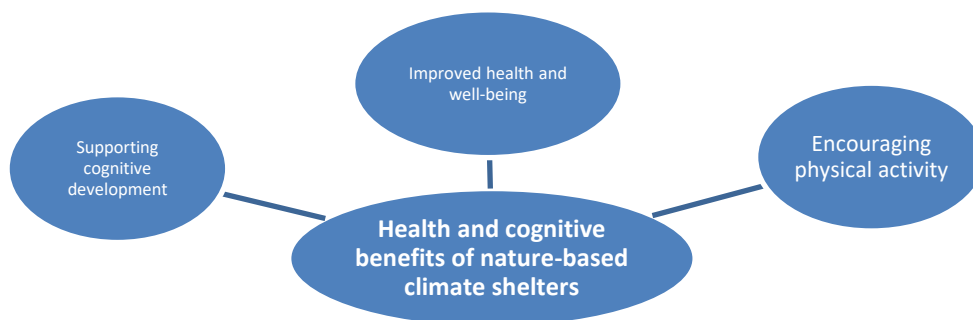 Improved health and
well-being
Supporting
cognitive
development
Encouraging
physical activity
Health and cognitive
benefits of nature-based
climate shelters